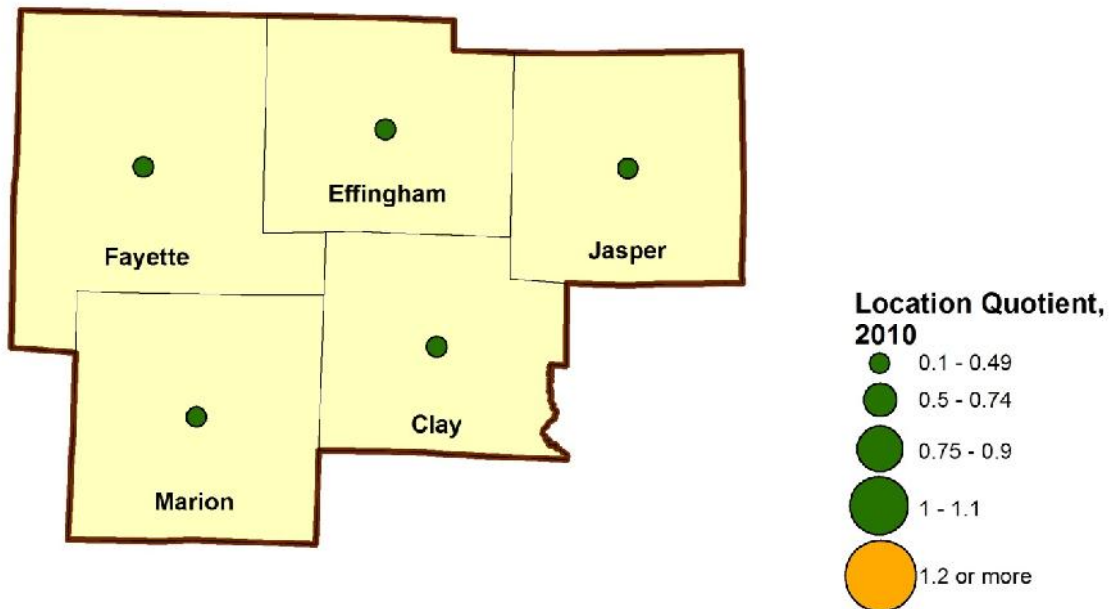 Effingham
Fayette
Jasper
Clay
Marion
Location Quotient,
2010
0.1 - 0.49
0.5 - 0.74
0.75 - 0.9
1 - 1.1
1.2 or more